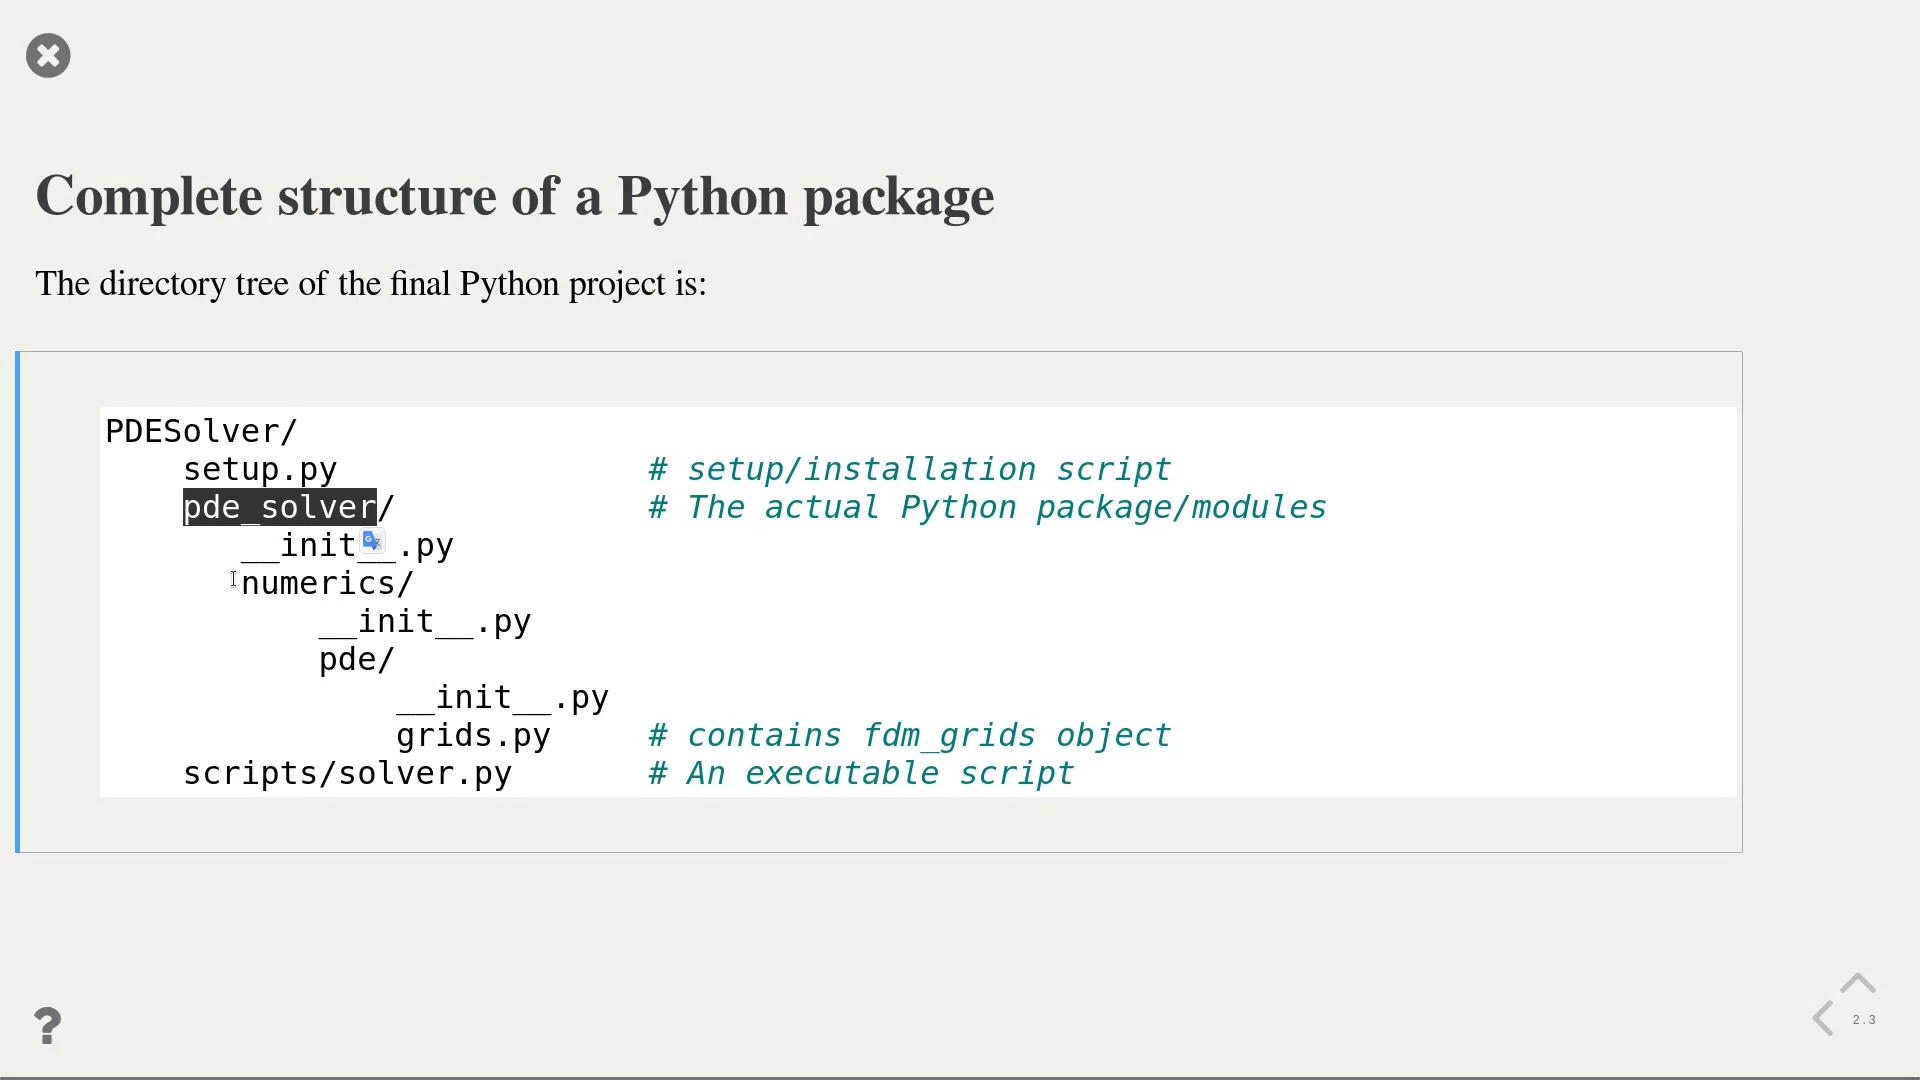 Complete structure of a Python package
The directory tree of the final Python project is:
PDESolver/
setup.py # setup/installation script
pde_solver/ # The actual Python package/modules
__init__.py
numerics/
__init__.py
pde/
__init__.py
grids.py # contains fdm_grids object
scripts/solver.py # An executable script
?
2.3